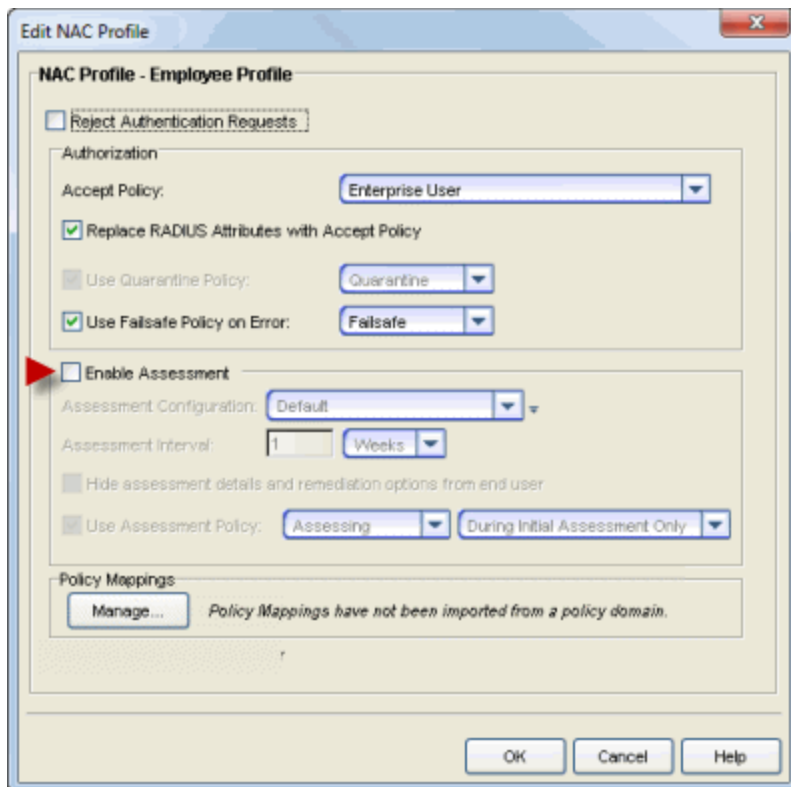 Edit NAC Profile
NAC Profile - Employee Profile
Reject Authentication Requests
Authorization
Accept Policy: Enterprise User
Replace RADIUS Attributes with Accept Policy
Use Quarantine Policy: Quarantine
Use Failsafe Policy on Error: Failsafe
Enable Assessment
Assessment Configuration: Default
Assessment Interval: 1 Weeks
Hide assessment details and remediation options from end user
Use Assessment Policy: Assessing During Initial Assessment Only
Policy Mappings
Manage... Policy Mappings have not been imported from a policy domain.
OK Cancel Help